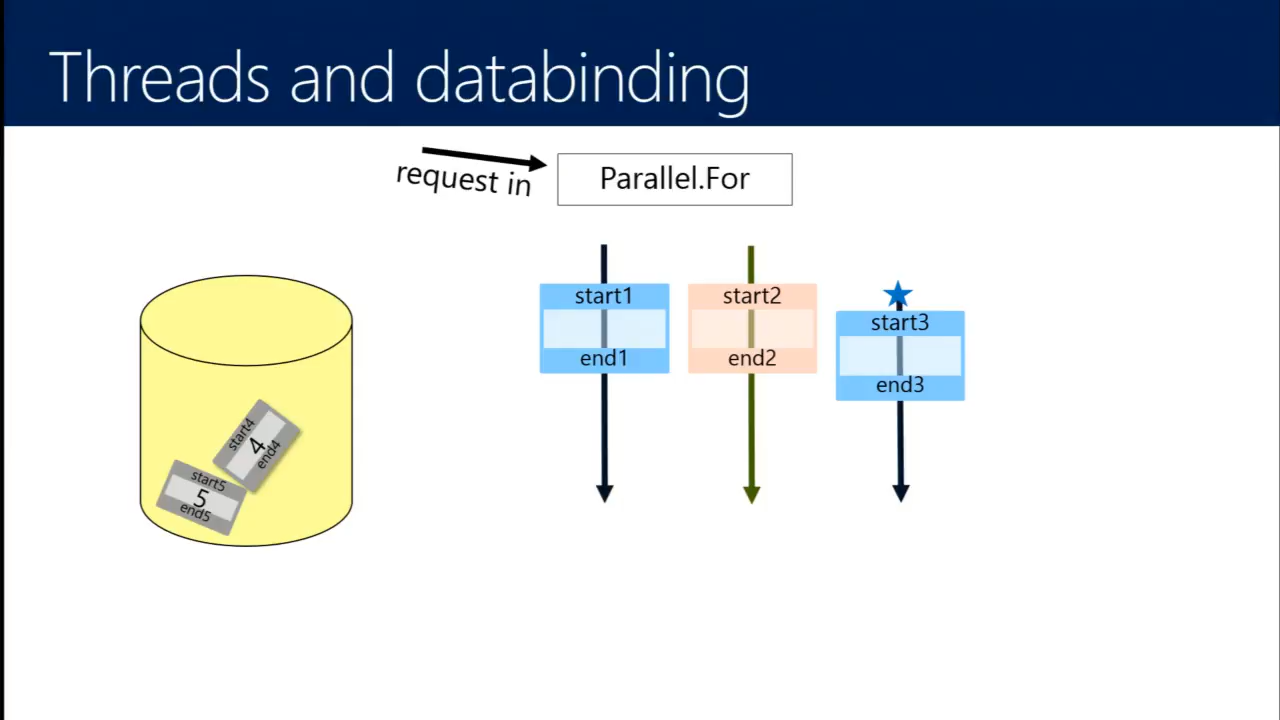 Threads and databinding
request in
Parallel.For
start1
end1
start2
end2
start3
end3
start4
4
end4
start5
5
end5